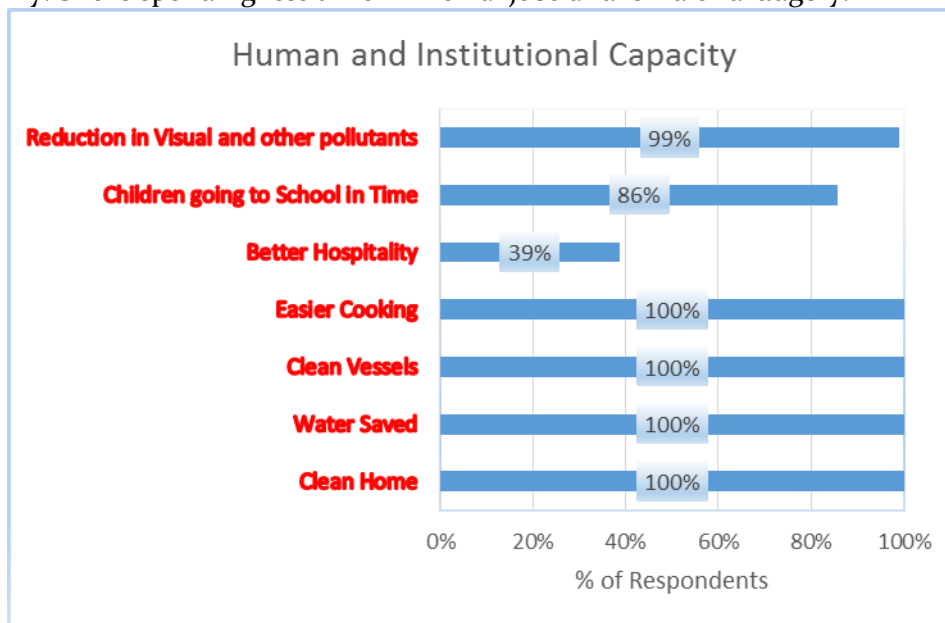 Human and Institutional Capacity
Reduction in Visual and other pollutants 99%
Children going to School in Time 86%
Better Hospitality 39%
Easier Cooking 100%
Clean Vessels 100%
Water Saved 100%
Clean Home 100%
0% 20% 40% 60% 80% 100%
% of Respondents